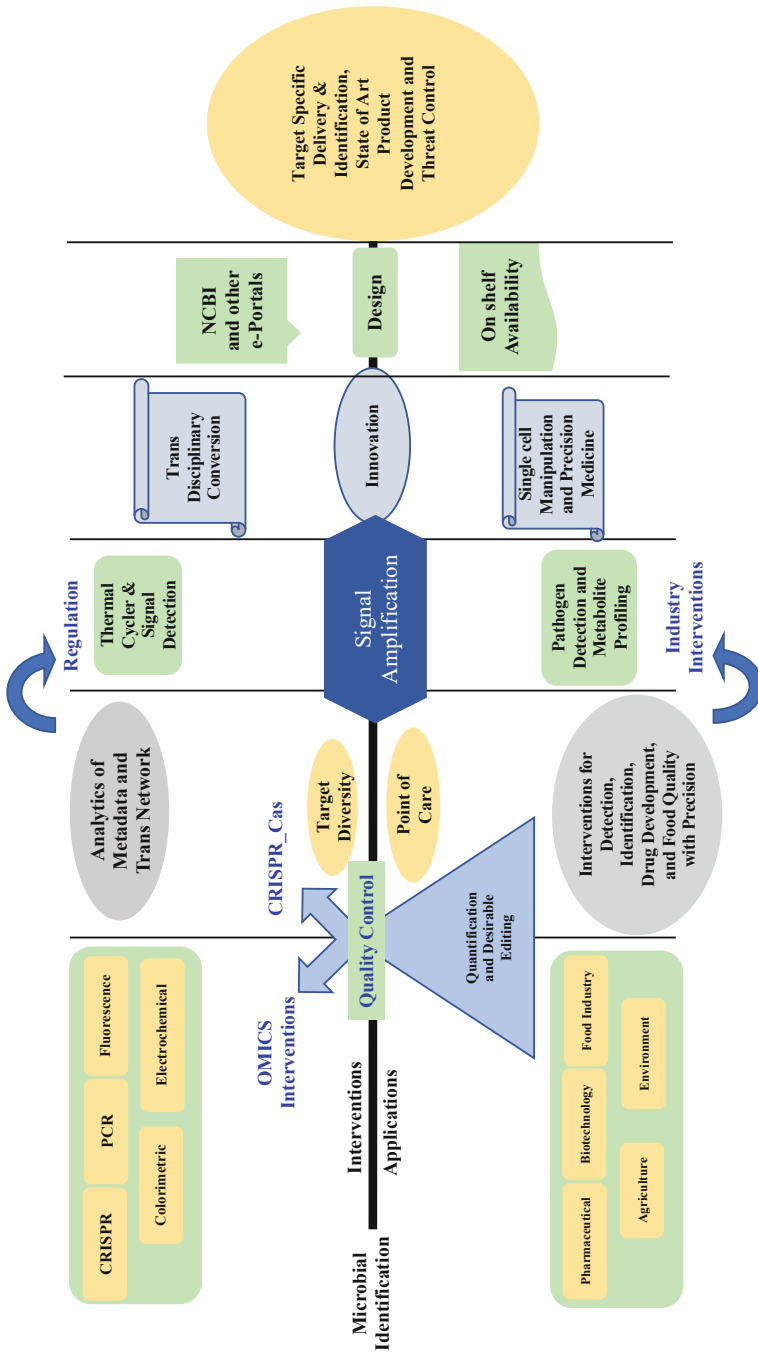 Microbial
Identification
Interventions
Applications
CRISPR
PCR
Fluorescence
Colorimetric
Electrochemical
Pharmaceutical
Biotechnology
Food Industry
Agriculture
Environment
OMICS
Interventions
CRISPR_Cas
Quality Control
Quantification
and Desirable
Editing
Analytics of
Metadata and
Trans Network
Target
Diversity
Point of
Care
Interventions for
Detection,
Identification,
Drug Development,
and Food Quality
with Precision
Regulation
Thermal
Cycler &
Signal
Detection
Signal
Amplification
Pathogen
Detection and
Metabolite
Profiling
Industry
Interventions
Trans
Disciplinary
Conversion
Innovation
Single cell
Manipulation
and Precision
Medicine
NCBI
and other
e-Portals
Design
On shelf
Availability
Target Specific
Delivery &
Identification,
State of Art
Product
Development and
Threat Control